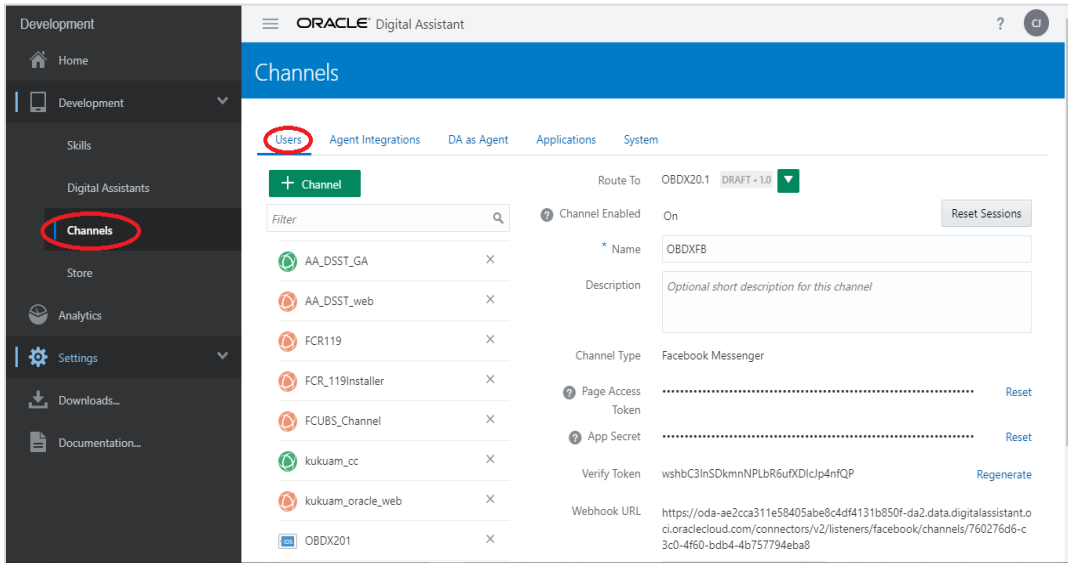 Development
ORACLE® Digital Assistant
?
CJ
Home
Channels
Development
Skills
Digital Assistants
Channels
Store
Analytics
Settings
Downloads...
Documentation...
Users Agent Integrations DA as Agent Applications System
+ Channel
Filter
AA_DSST_GA
AA_DSST_web
FCR119
FCR_119Installer
FCUBS_Channel
kukuam_cc
kukuam_oracle_web
iOS OBDX201
Route To OBDX20.1 DRAFT • 1.0
? Channel Enabled On Reset Sessions
* Name OBDXFB
Description Optional short description for this channel
Channel Type Facebook Messenger
? Page Access
Token
Reset
? App Secret Reset
Verify Token wshbC3InSDkmnNPLbR6ufXDIcJp4nfQP Regenerate
Webhook URL https://oda-ae2cca311e58405abe8c4df4131b850f-da2.data.digitalassistant.o
ci.oraclecloud.com/connectors/v2/listeners/facebook/channels/760276d6-c
3c0-4f60-bdb4-4b757794eba8